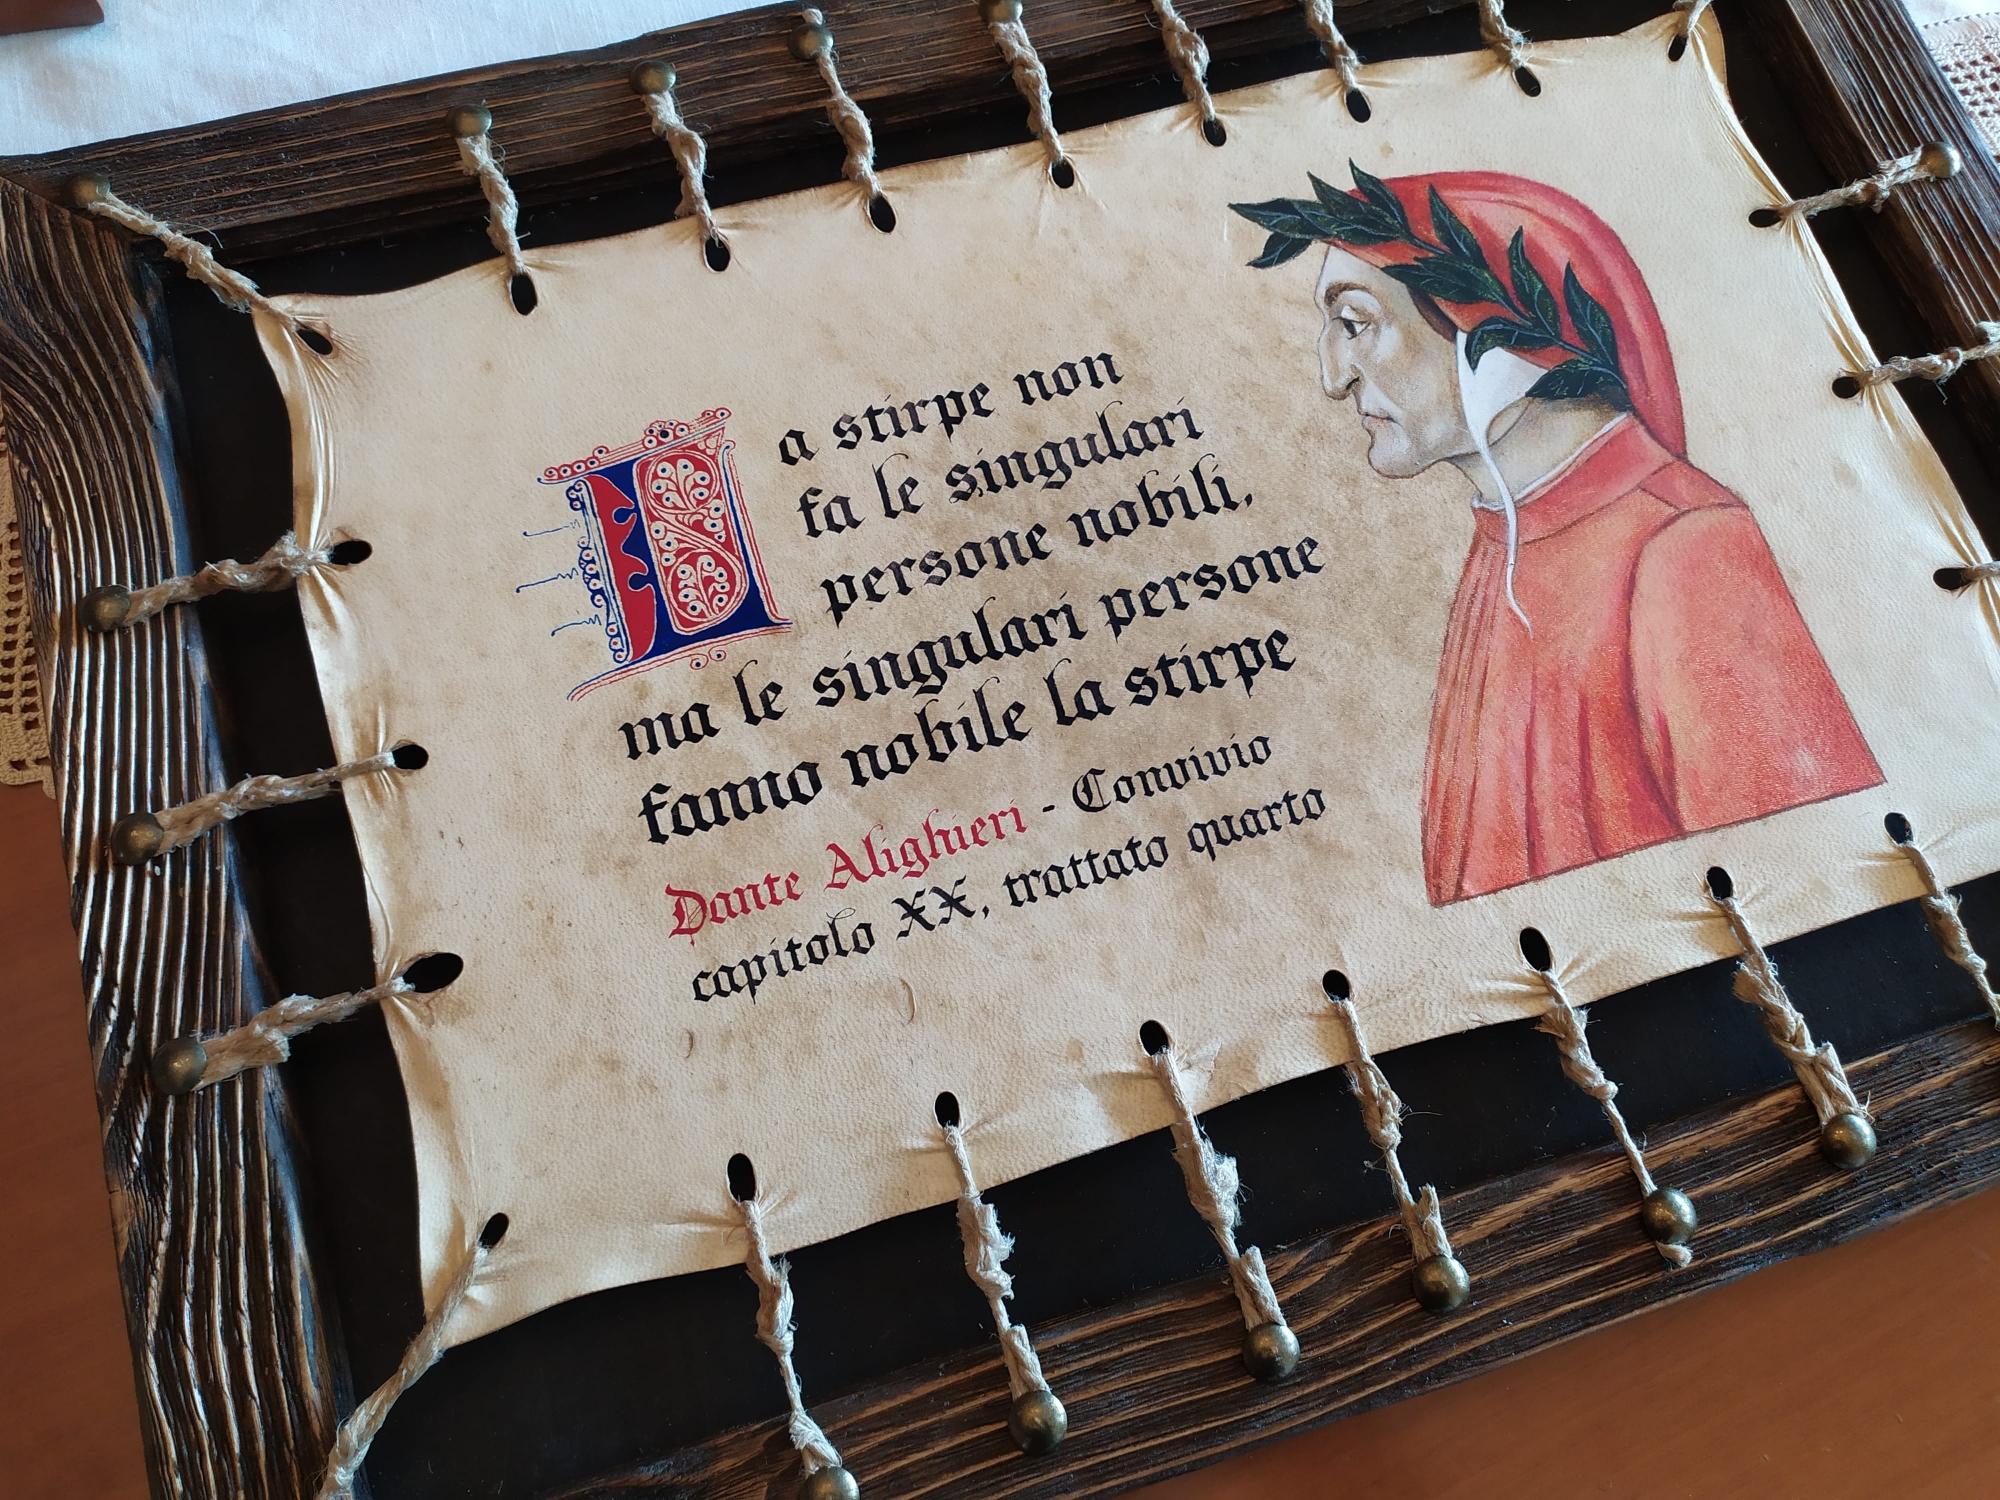 La stirpe non
fa le singulari
persone nobili,
ma le singulari persone
fanno nobile la stirpe
Dante Alighieri - Convivio
capitolo XX, trattato quarto